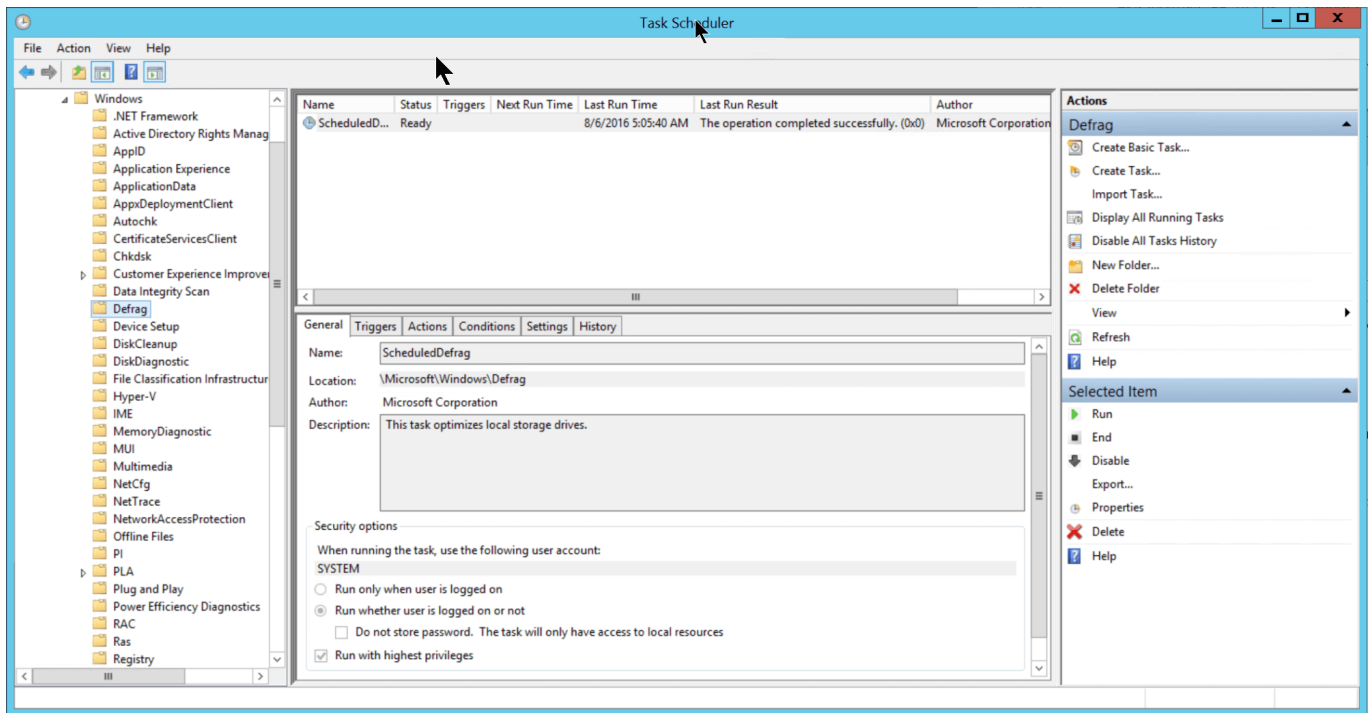 Task Scheduler
File Action View Help
Windows
.NET Framework
Active Directory Rights Manag
AppID
Application Experience
ApplicationData
AppxDeploymentClient
Autochk
CertificateServicesClient
Chkdsk
Customer Experience Improve
Data Integrity Scan
Defrag
Device Setup
DiskCleanup
DiskDiagnostic
File Classification Infrastructur
Hyper-V
IME
MemoryDiagnostic
MUI
Multimedia
NetCfg
NetTrace
NetworkAccessProtection
Offline Files
PI
PLA
Plug and Play
Power Efficiency Diagnostics
RAC
Ras
Registry
Name Status Triggers Next Run Time Last Run Time Last Run Result Author
ScheduledD... Ready 8/6/2016 5:05:40 AM The operation completed successfully. (0x0) Microsoft Corporation
General Triggers Actions Conditions Settings History
Name: ScheduledDefrag
Location: \Microsoft\Windows\Defrag
Author: Microsoft Corporation
Description: This task optimizes local storage drives.
Security options
When running the task, use the following user account:
SYSTEM
Run only when user is logged on
Run whether user is logged on or not
Do not store password. The task will only have access to local resources
Run with highest privileges
Actions
Defrag
Create Basic Task...
Create Task...
Import Task...
Display All Running Tasks
Disable All Tasks History
New Folder...
Delete Folder
View
Refresh
Help
Selected Item
Run
End
Disable
Export...
Properties
Delete
Help